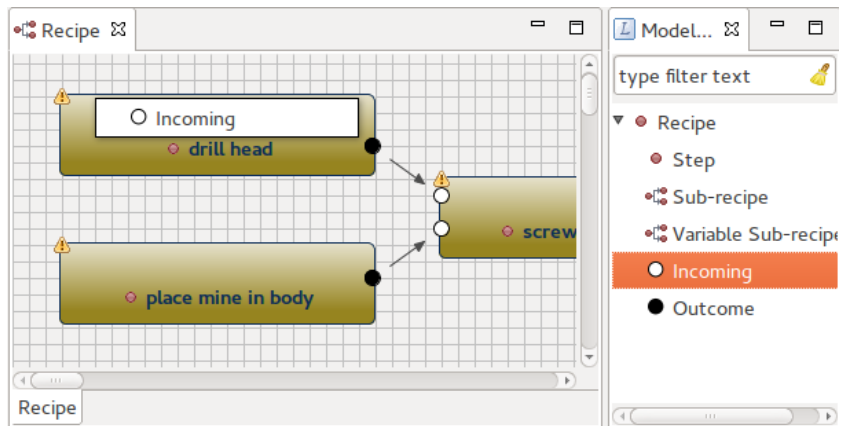 Recipe
Incoming
drill head
screw
place mine in body
Recipe
L Model...
type filter text
Recipe
Step
Sub-recipe
Variable Sub-recipe
Incoming
Outcome